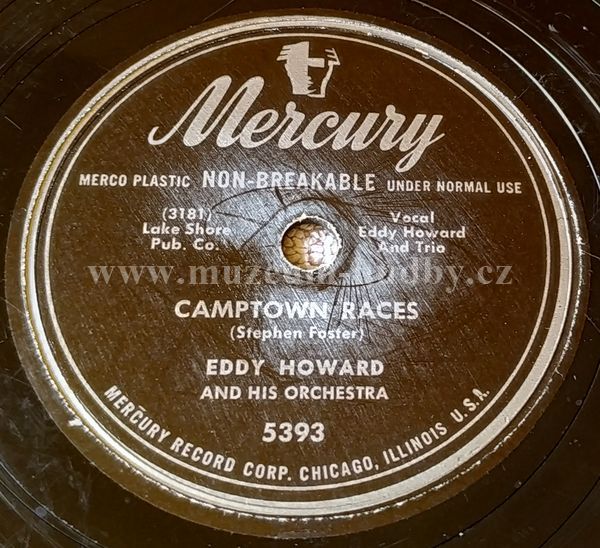 Mercury
MERCO PLASTIC NON-BREAKABLE UNDER NORMAL USE
(3181)
Lake Shore
Pub. Co.
Vocal
Eddy Howard
And Trio
www.muzeum-hudby.cz
CAMPTOWN RACES
(Stephen Foster)
EDDY HOWARD
AND HIS ORCHESTRA
5393
MERCURY RECORD CORP. CHICAGO, ILLINOIS U.S.A.